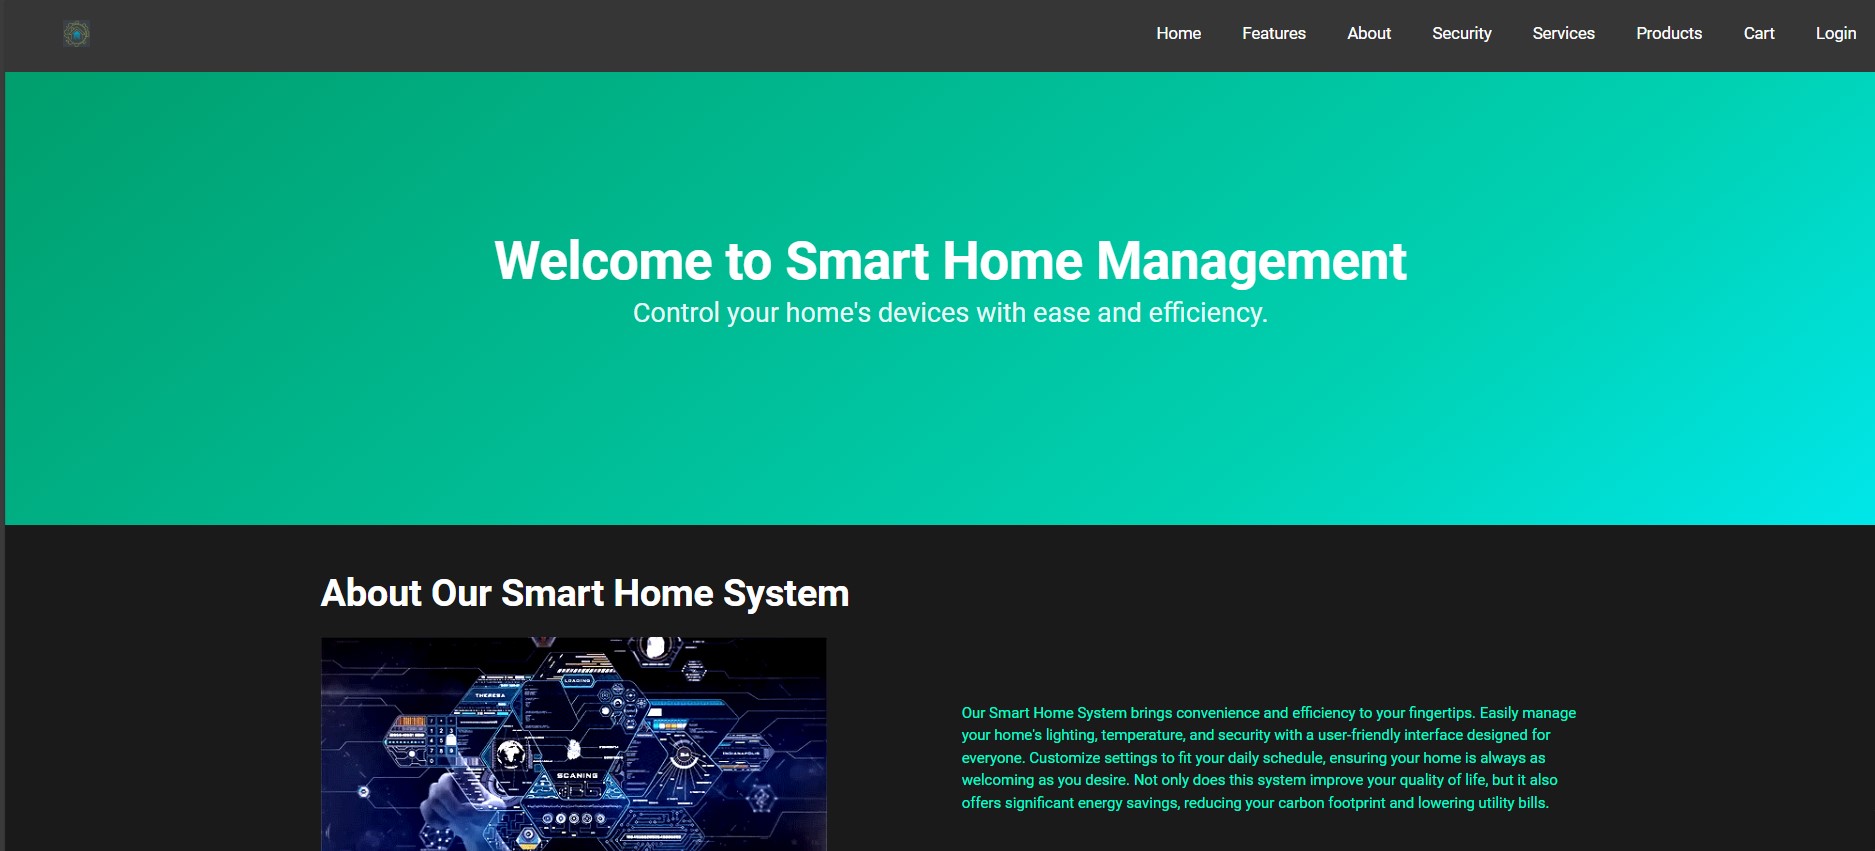 Home Features About Security Services Products Cart Login
Welcome to Smart Home Management
Control your home's devices with ease and efficiency.
About Our Smart Home System
LOADING
THERESA
INDIANAPOLIS
SCANING
Our Smart Home System brings convenience and efficiency to your fingertips. Easily manage
your home's lighting, temperature, and security with a user-friendly interface designed for
everyone. Customize settings to fit your daily schedule, ensuring your home is always as
welcoming as you desire. Not only does this system improve your quality of life, but it also
offers significant energy savings, reducing your carbon footprint and lowering utility bills.